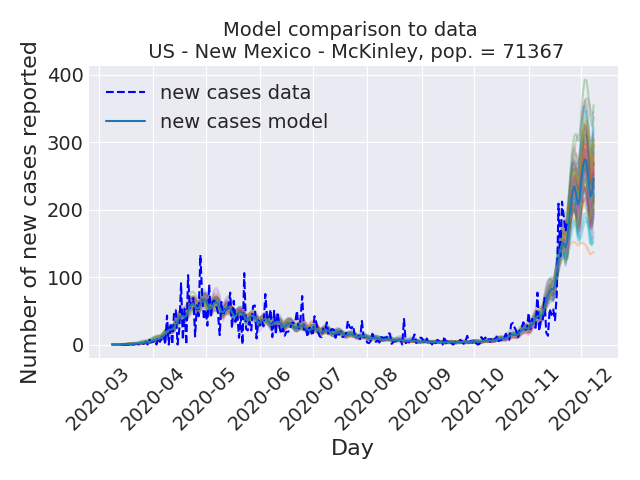 Model comparison to data
US - New Mexico - McKinley, pop. = 71367
Number of new cases reported
400
300
200
100
0
new cases data
new cases model
2020-03
2020-04
2020-05
2020-06
2020-07
2020-08
2020-09
2020-10
2020-11
2020-12
Day